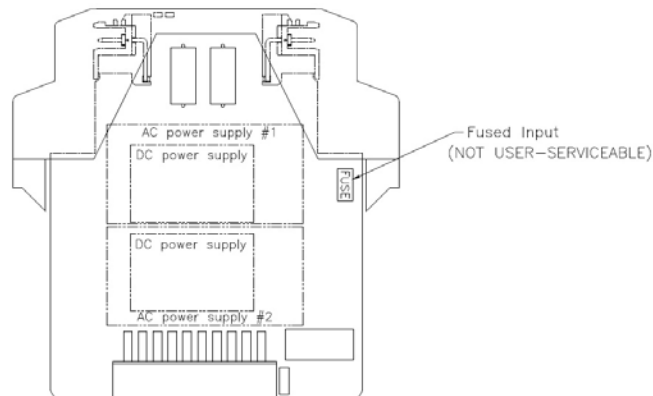 AC power supply #1
DC power supply
Fused Input
(NOT USER-SERVICEABLE)
FUSE
DC power supply
AC power supply #2